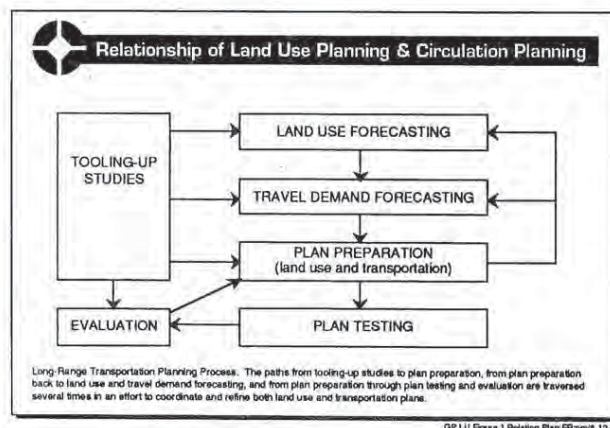 Relationship of Land Use Planning & Circulation Planning
TOOLING-UP
STUDIES
LAND USE FORECASTING
TRAVEL DEMAND FORECASTING
PLAN PREPARATION
(land use and transportation)
EVALUATION
PLAN TESTING
Long-Range Transportation Planning Process. The paths from tooling-up studies to plan preparation, from plan preparation
back to land use and travel demand forecasting, and from plan preparation through plan testing and evaluation are traversed
several times in an effort to coordinate and refine both land use and transportation plans.
Figure 1 Relation Plan